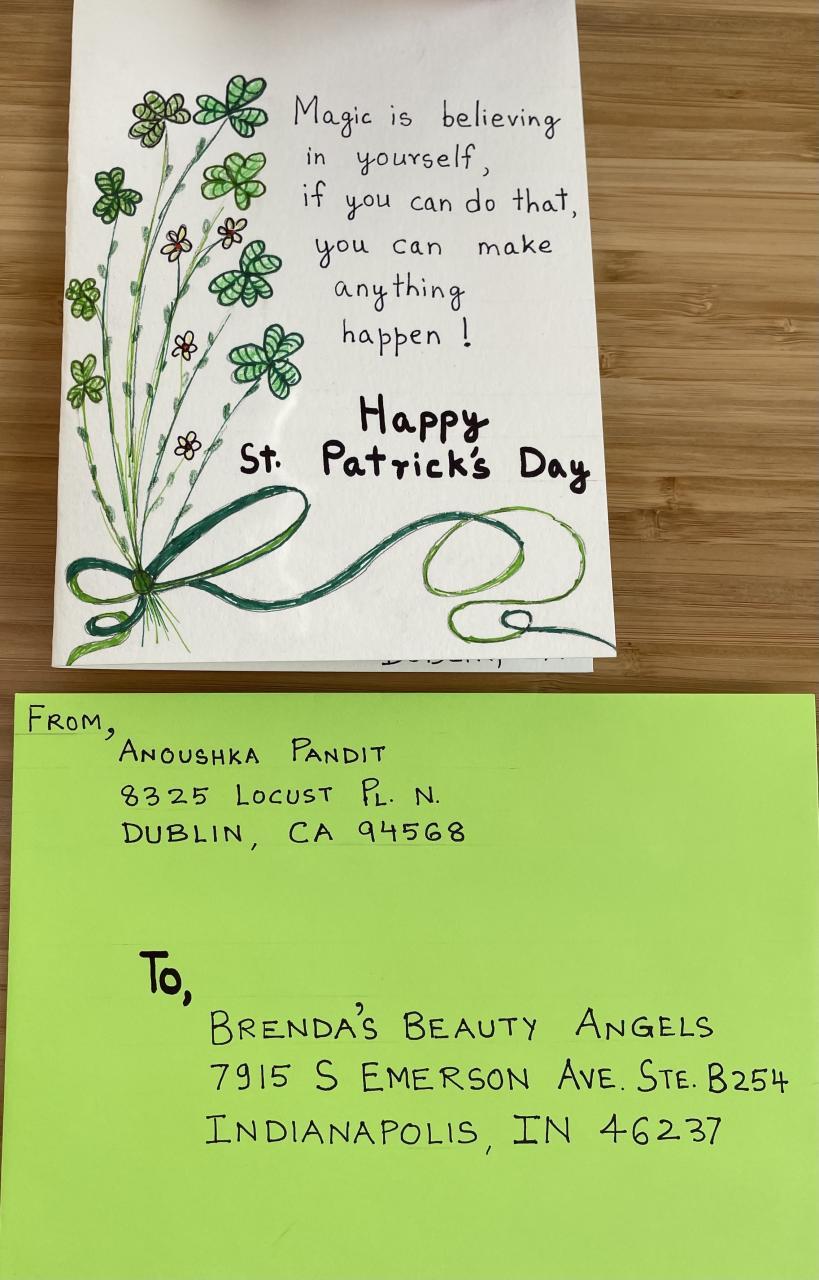 Magic is believing
in yourself,
if you can do that,
you can make
anything
happen!
Happy
St. Patrick's Day
FROM,
ANOUSHKA PANDIT
8325 LOCUST PL. N.
DUBLIN, CA 94568
To,
BRENDA'S BEAUTY ANGELS
7915 S EMERSON AVE. STE. B254
INDIANAPOLIS, IN 46237